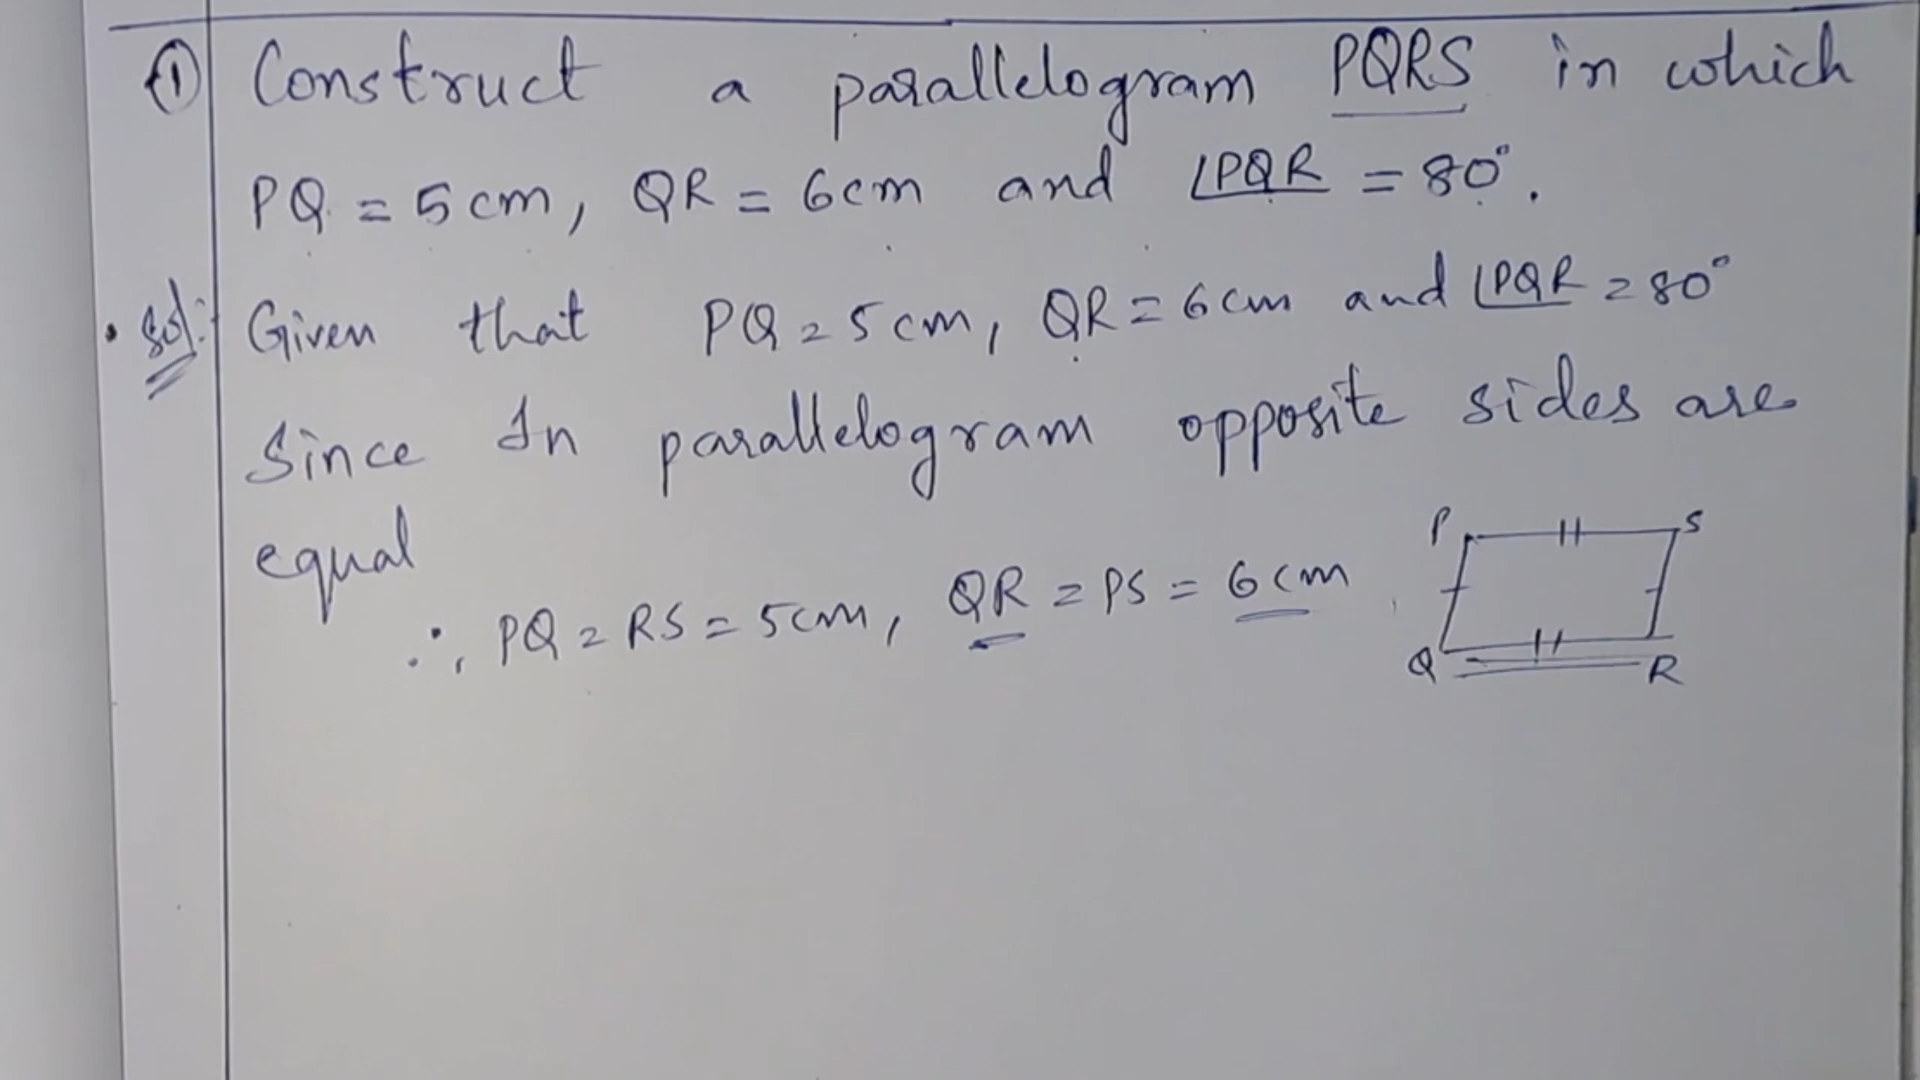 ① Construct a parallelogram PQRS in which
PQ = 5cm, QR = 6cm and ∠PQR = 80°.
Sol: Given that PQ = 5cm, QR = 6cm and ∠PQR = 80°
Since In parallelogram opposite sides are
equal
∴, PQ = RS = 5cm, QR = PS = 6cm
P S
Q R